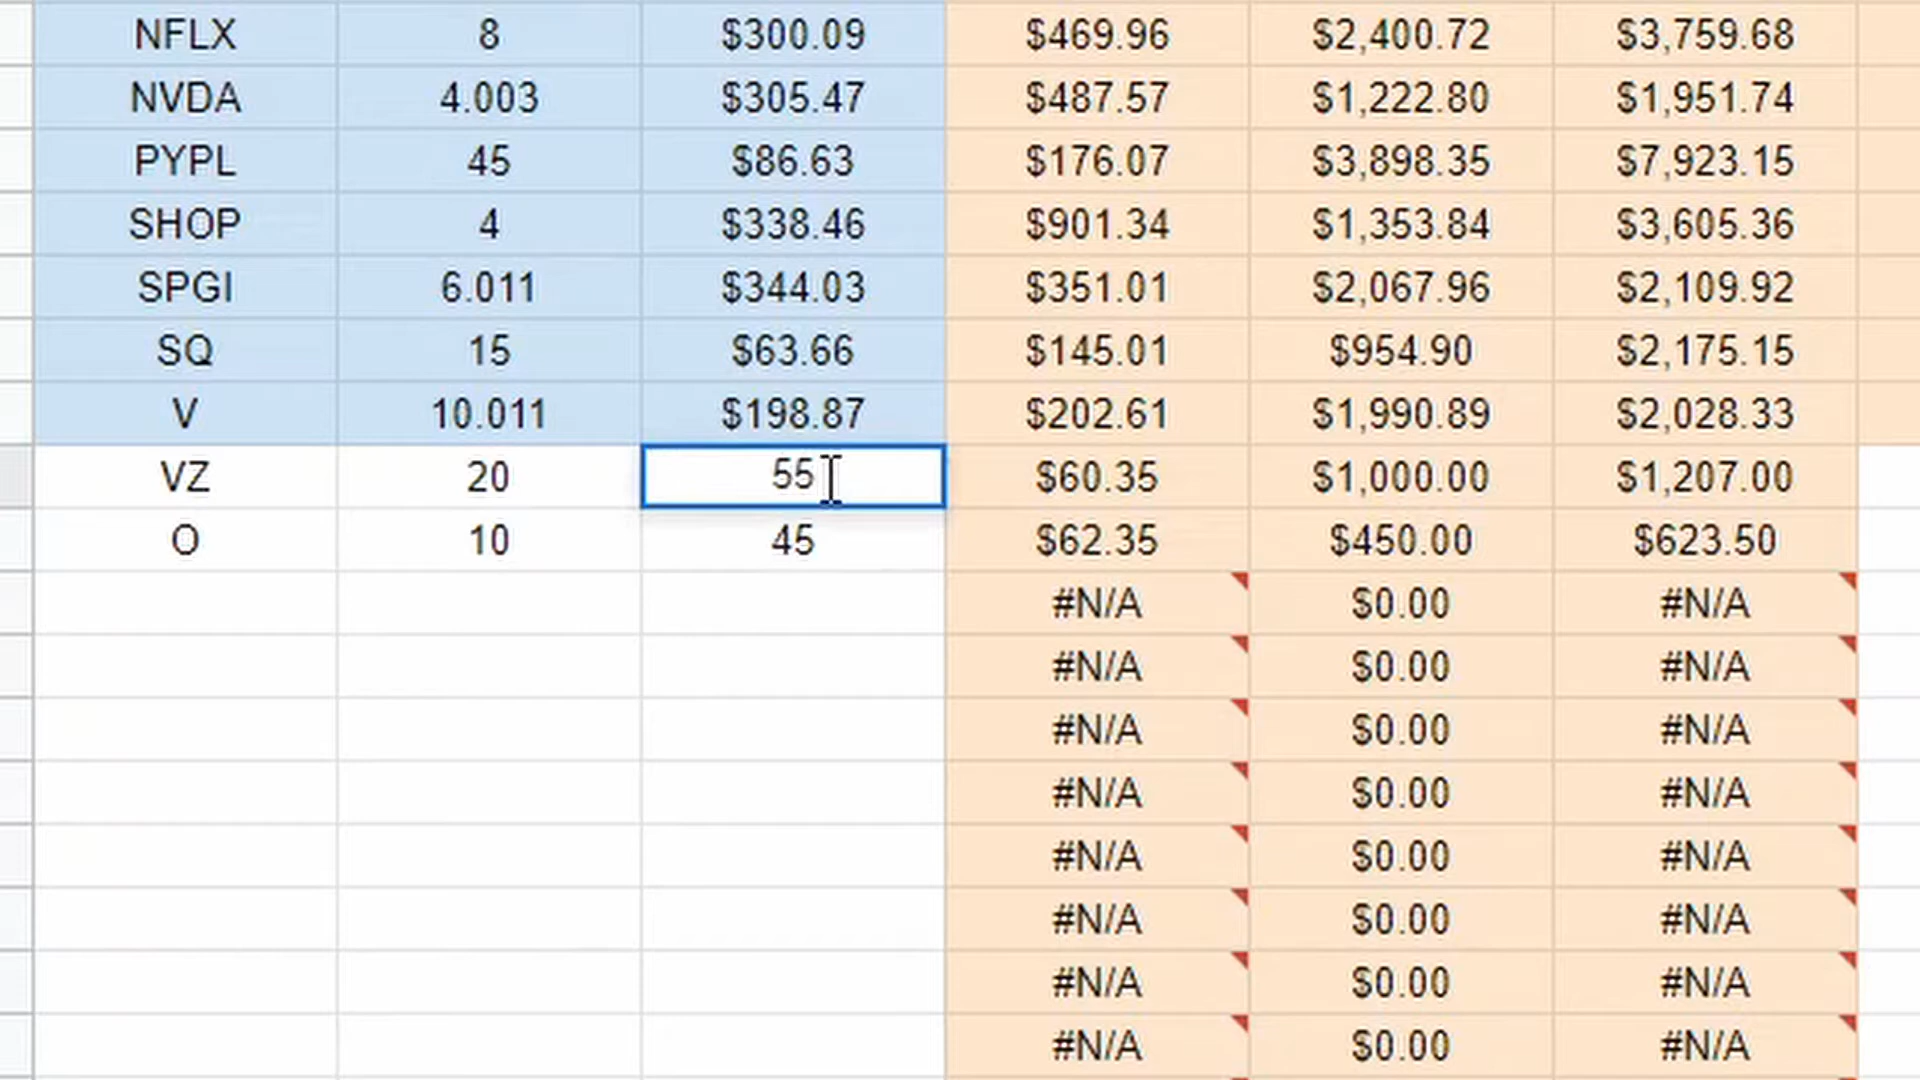 NFLX 8 $300.09 $469.96 $2,400.72 $3,759.68
NVDA 4.003 $305.47 $487.57 $1,222.80 $1,951.74
PYPL 45 $86.63 $176.07 $3,898.35 $7,923.15
SHOP 4 $338.46 $901.34 $1,353.84 $3,605.36
SPGI 6.011 $344.03 $351.01 $2,067.96 $2,109.92
SQ 15 $63.66 $145.01 $954.90 $2,175.15
V 10.011 $198.87 $202.61 $1,990.89 $2,028.33
VZ 20 55 $60.35 $1,000.00 $1,207.00
O 10 45 $62.35 $450.00 $623.50
#N/A $0.00 #N/A
#N/A $0.00 #N/A
#N/A $0.00 #N/A
#N/A $0.00 #N/A
#N/A $0.00 #N/A
#N/A $0.00 #N/A
#N/A $0.00 #N/A
#N/A $0.00 #N/A